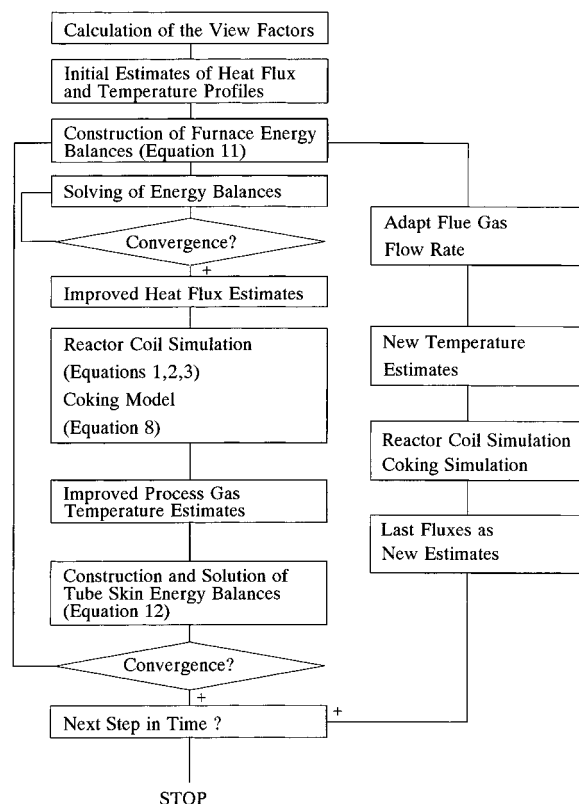 Calculation of the View Factors
Initial Estimates of Heat Flux
and Temperature Profiles
Construction of Furnace Energy
Balances (Equation 11)
Solving of Energy Balances
Convergence?
+
Improved Heat Flux Estimates
Reactor Coil Simulation
(Equations 1,2,3)
Coking Model
(Equation 8)
Improved Process Gas
Temperature Estimates
Construction and Solution of
Tube Skin Energy Balances
(Equation 12)
Convergence?
+
Next Step in Time ?
+
STOP
Adapt Flue Gas
Flow Rate
New Temperature
Estimates
Reactor Coil Simulation
Coking Simulation
Last Fluxes as
New Estimates